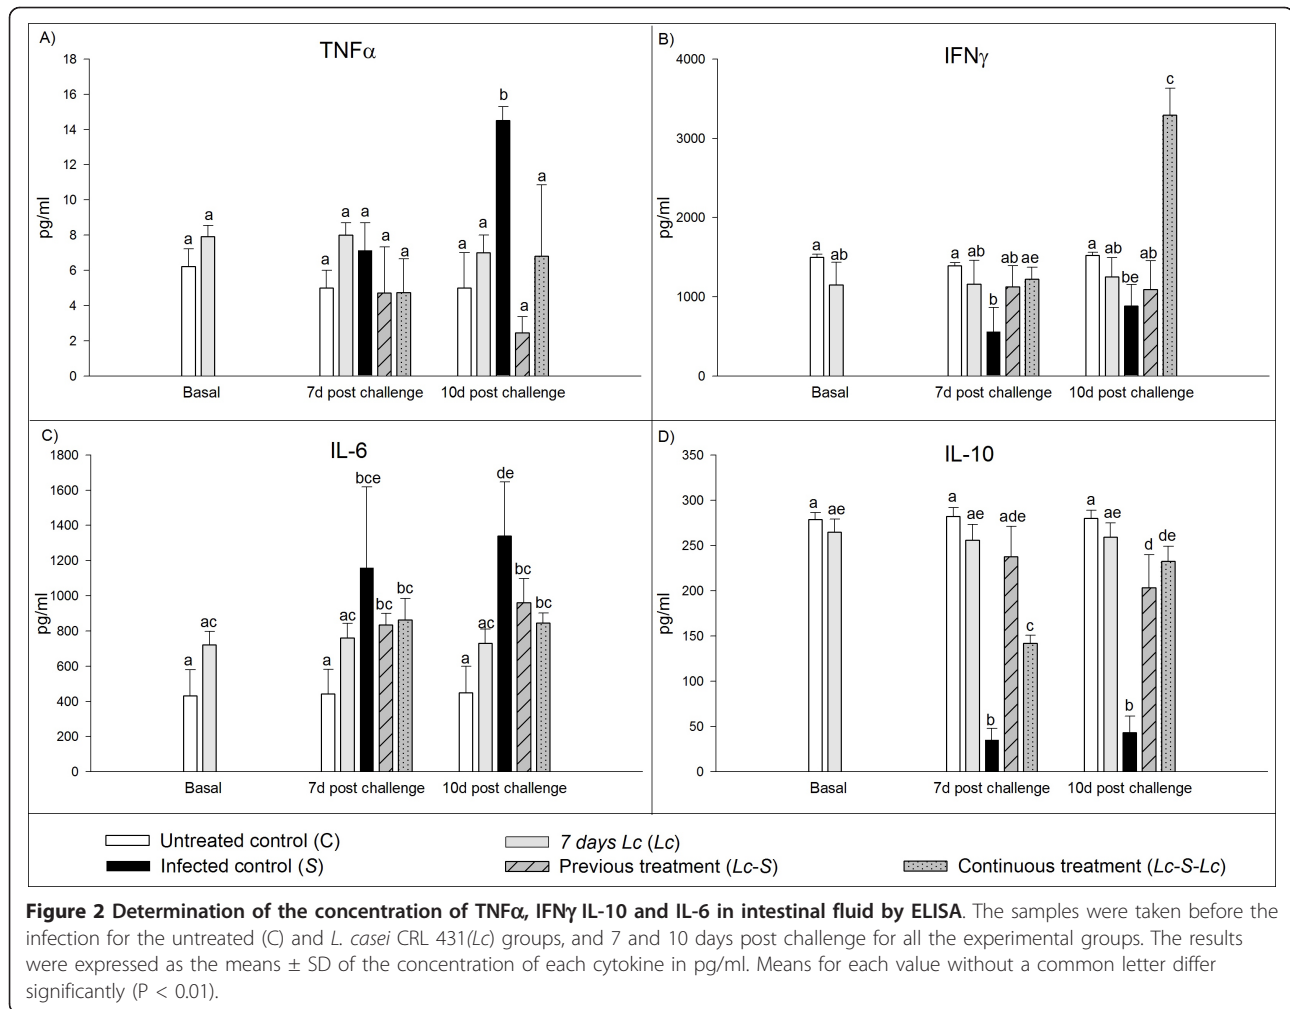 A)
TNFα
18
16
14
12
10
8
6
4
2
0
pg/ml
a a
a a a a a
a a b a a
Basal 7d post challenge 10d post challenge
B)
IFNγ
4000
3000
2000
1000
0
pg/ml
a ab
a ab b ab ae
a ab be ab c
Basal 7d post challenge 10d post challenge
C)
IL-6
1800
1600
1400
1200
1000
800
600
400
200
0
pg/ml
a ac
a ac bce bc bc
a ac de bc bc
Basal 7d post challenge 10d post challenge
D)
IL-10
350
300
250
200
150
100
50
0
pg/ml
a ae
a ae b ade c
a ae b d de
Basal 7d post challenge 10d post challenge
Untreated control (C) 7 days Lc (Lc)
Infected control (S) Previous treatment (Lc-S) Continuous treatment (Lc-S-Lc)
Figure 2 Determination of the concentration of TNFα, IFNγ IL-10 and IL-6 in intestinal fluid by ELISA. The samples were taken before the
infection for the untreated (C) and L. casei CRL 431(Lc) groups, and 7 and 10 days post challenge for all the experimental groups. The results
were expressed as the means ± SD of the concentration of each cytokine in pg/ml. Means for each value without a common letter differ
significantly (P < 0.01).